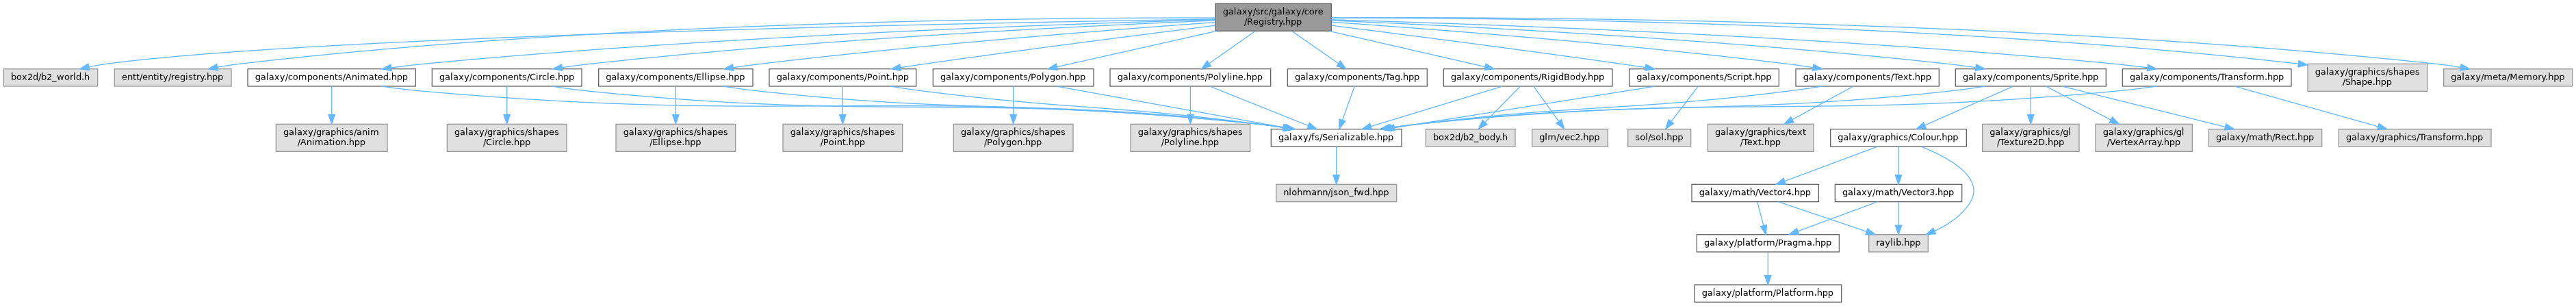 galaxy/src/galaxy/core
/Registry.hpp
box2d/b2_world.h
entt/entity/registry.hpp
galaxy/components/Animated.hpp
galaxy/components/Circle.hpp
galaxy/components/Ellipse.hpp
galaxy/components/Point.hpp
galaxy/components/Polygon.hpp
galaxy/components/Polyline.hpp
galaxy/components/Tag.hpp
galaxy/components/RigidBody.hpp
galaxy/components/Script.hpp
galaxy/components/Text.hpp
galaxy/components/Sprite.hpp
galaxy/components/Transform.hpp
galaxy/graphics/shapes
/Shape.hpp
galaxy/meta/Memory.hpp
galaxy/graphics/anim
/Animation.hpp
galaxy/graphics/shapes
/Circle.hpp
galaxy/graphics/shapes
/Ellipse.hpp
galaxy/graphics/shapes
/Point.hpp
galaxy/graphics/shapes
/Polygon.hpp
galaxy/graphics/shapes
/Polyline.hpp
galaxy/fs/Serializable.hpp
box2d/b2_body.h
glm/vec2.hpp
sol/sol.hpp
galaxy/graphics/text
/Text.hpp
galaxy/graphics/Colour.hpp
galaxy/graphics/gl
/Texture2D.hpp
galaxy/graphics/gl
/VertexArray.hpp
galaxy/math/Rect.hpp
galaxy/graphics/Transform.hpp
nlohmann/json_fwd.hpp
galaxy/math/Vector4.hpp
galaxy/math/Vector3.hpp
galaxy/platform/Pragma.hpp
raylib.hpp
galaxy/platform/Platform.hpp